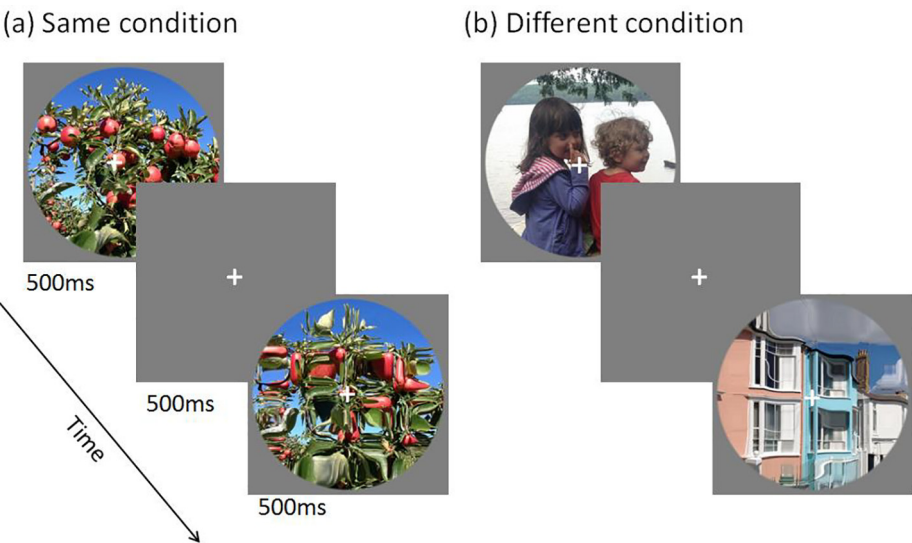 (a) Same condition
(b) Different condition
500ms
500ms
500ms
Time